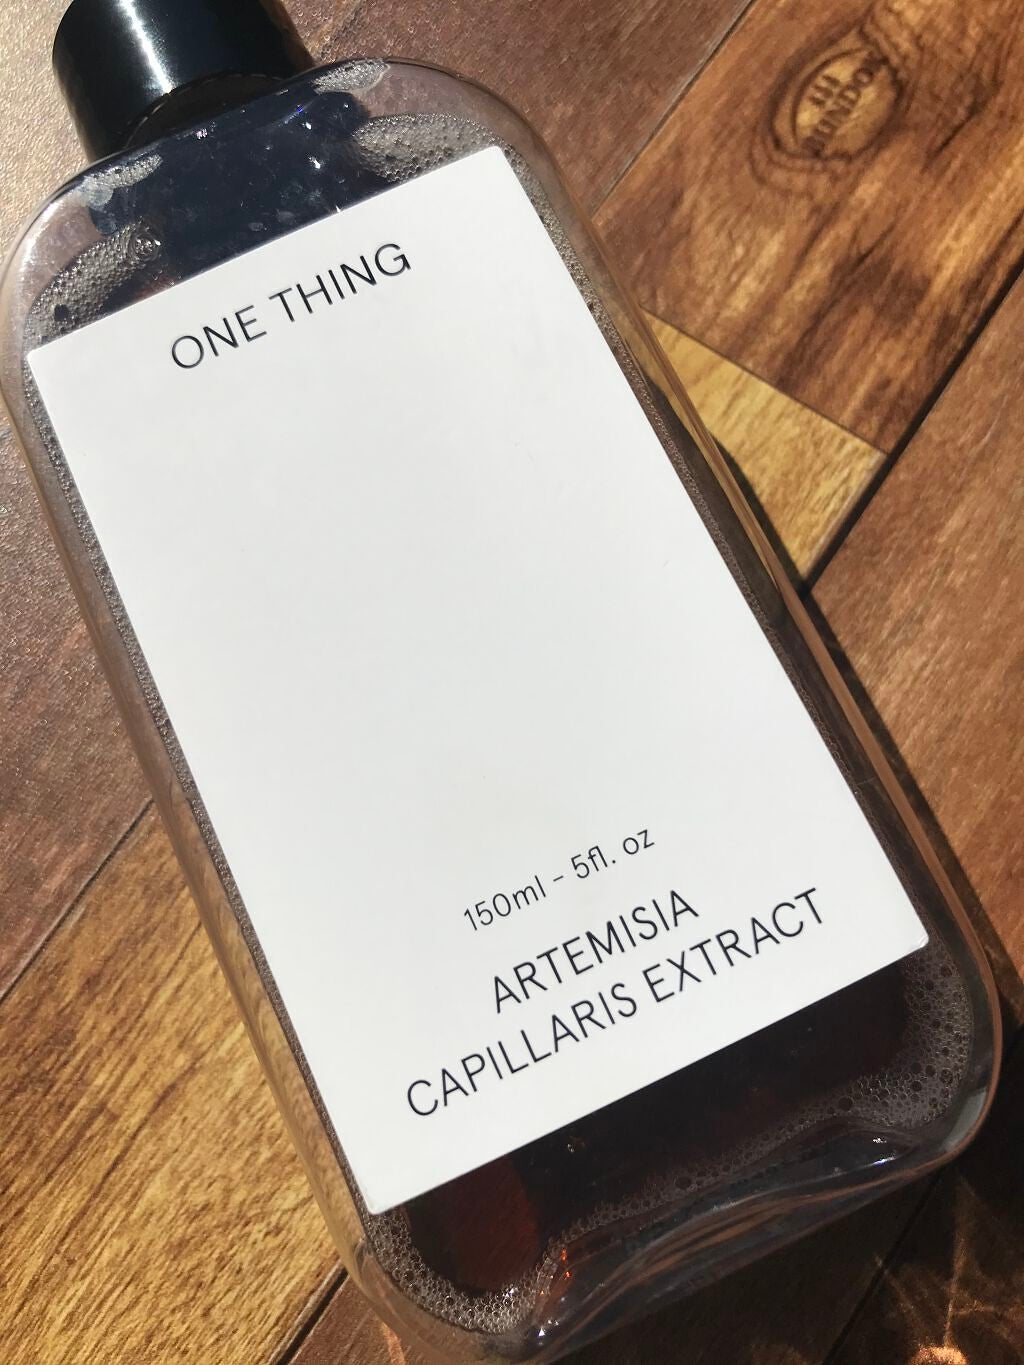 ONE THING
150ml - 5fl. oz
ARTEMISIA
CAPILLARIS EXTRACT